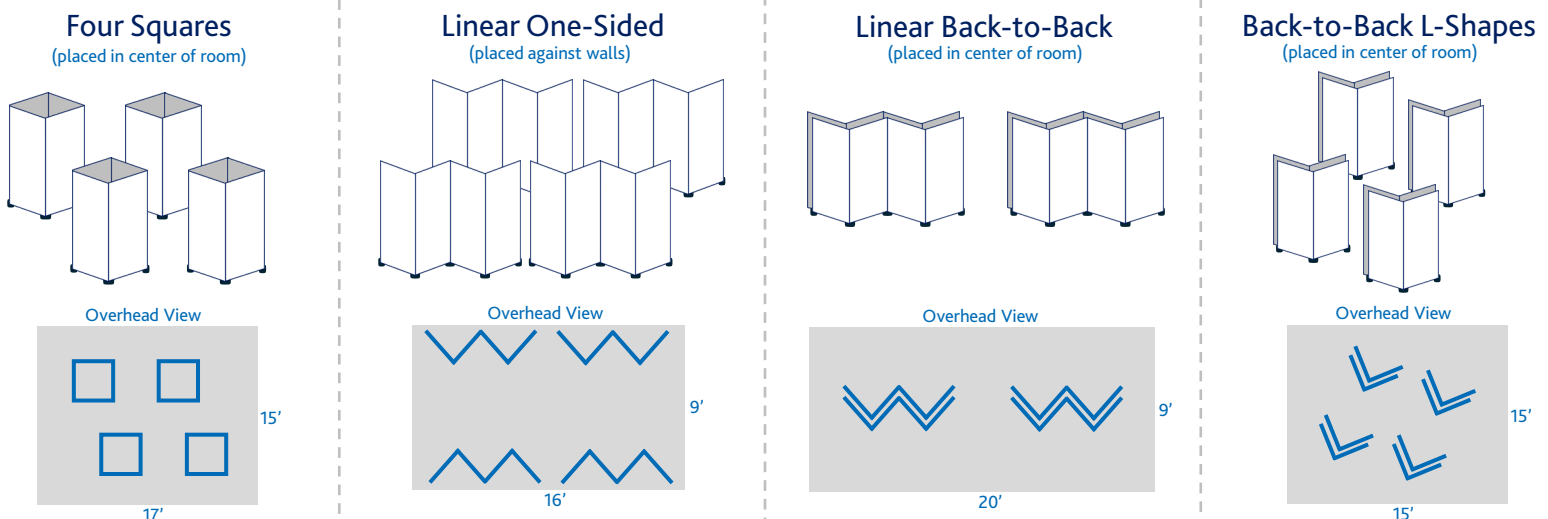 Four Squares
(placed in center of room)
Overhead View
15’
17’
Linear One-Sided
(placed against walls)
Overhead View
9’
16’
Linear Back-to-Back
(placed in center of room)
Overhead View
9’
20’
Back-to-Back L-Shapes
(placed in center of room)
Overhead View
15’
15’